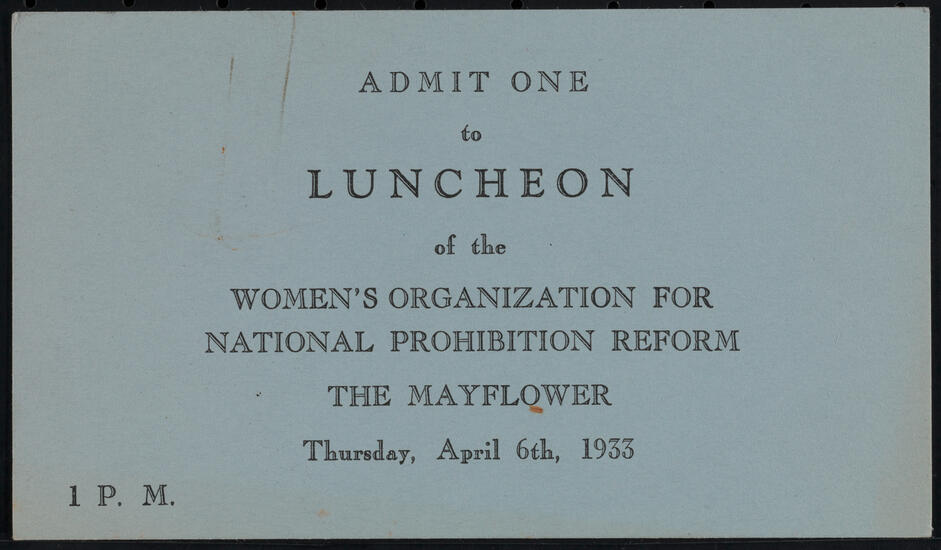 ADMIT ONE
to
LUNCHEON
of the
WOMEN'S ORGANIZATION FOR
NATIONAL PROHIBITION REFORM
THE MAYFLOWER
Thursday, April 6th, 1933
1 P. M.